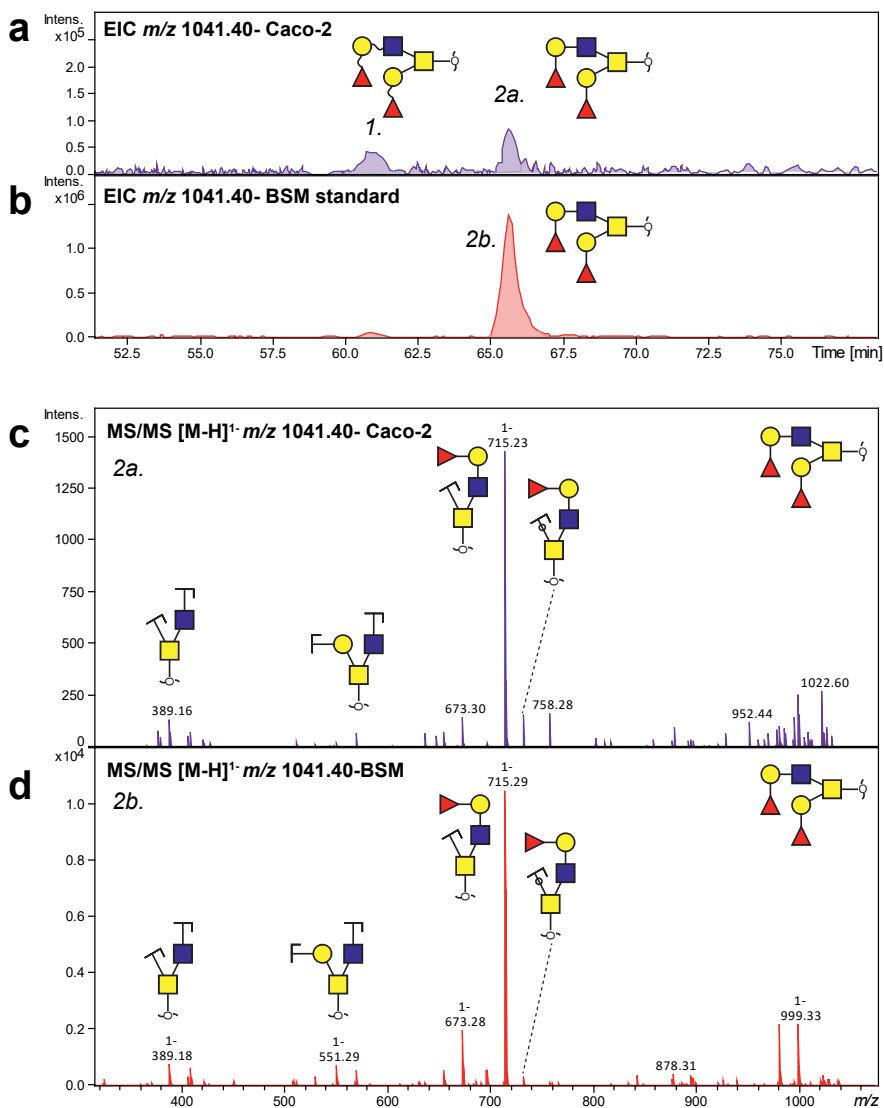 a
Intens.
x10⁵
EIC m/z 1041.40- Caco-2
2.5
2.0
1.5
1.0
0.5
0.0
1.
2a.
b
Intens.
x10⁶
EIC m/z 1041.40- BSM standard
1.0
0.5
0.0
2b.
52.5 55.0 57.5 60.0 62.5 65.0 67.5 70.0 72.5 75.0 Time [min]
c
Intens.
MS/MS [M-H]¹⁻ m/z 1041.40- Caco-2
2a.
1500
1250
1000
750
500
250
0
1-
715.23
389.16
673.30
758.28
952.44
1022.60
d
x10⁴
MS/MS [M-H]¹⁻ m/z 1041.40-BSM
2b.
1.0
0.8
0.6
0.4
0.2
0.0
1-
715.29
1-
389.18
1-
551.29
1-
673.28
878.31
1-
999.33
400 500 600 700 800 900 1000 m/z